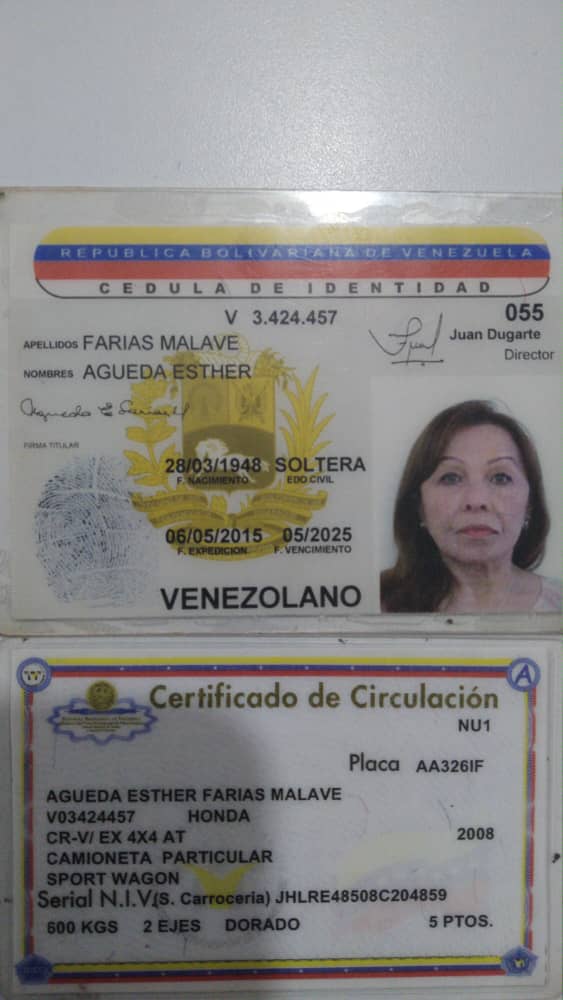 REPUBLICA BOLIVARIANA DE VENEZUELA
CEDULA DE IDENTIDAD
V 3.424.457
055
Juan Dugarte
Director
APELLIDOS FARIAS MALAVE
NOMBRES AGUEDA ESTHER
FIRMA TITULAR
28/03/1948 SOLTERA
F. NACIMIENTO EDO.CIVIL
06/05/2015 05/2025
F. EXPEDICION F. VENCIMIENTO
VENEZOLANO
Certificado de Circulación
NU1
Placa AA326IF
AGUEDA ESTHER FARIAS MALAVE
V03424457 HONDA
CR-V/ EX 4X4 AT 2008
CAMIONETA PARTICULAR
SPORT WAGON
Serial N.I.V.(S. Carroceria) JHLRE48508C204859
600 KGS 2 EJES DORADO 5 PTOS.